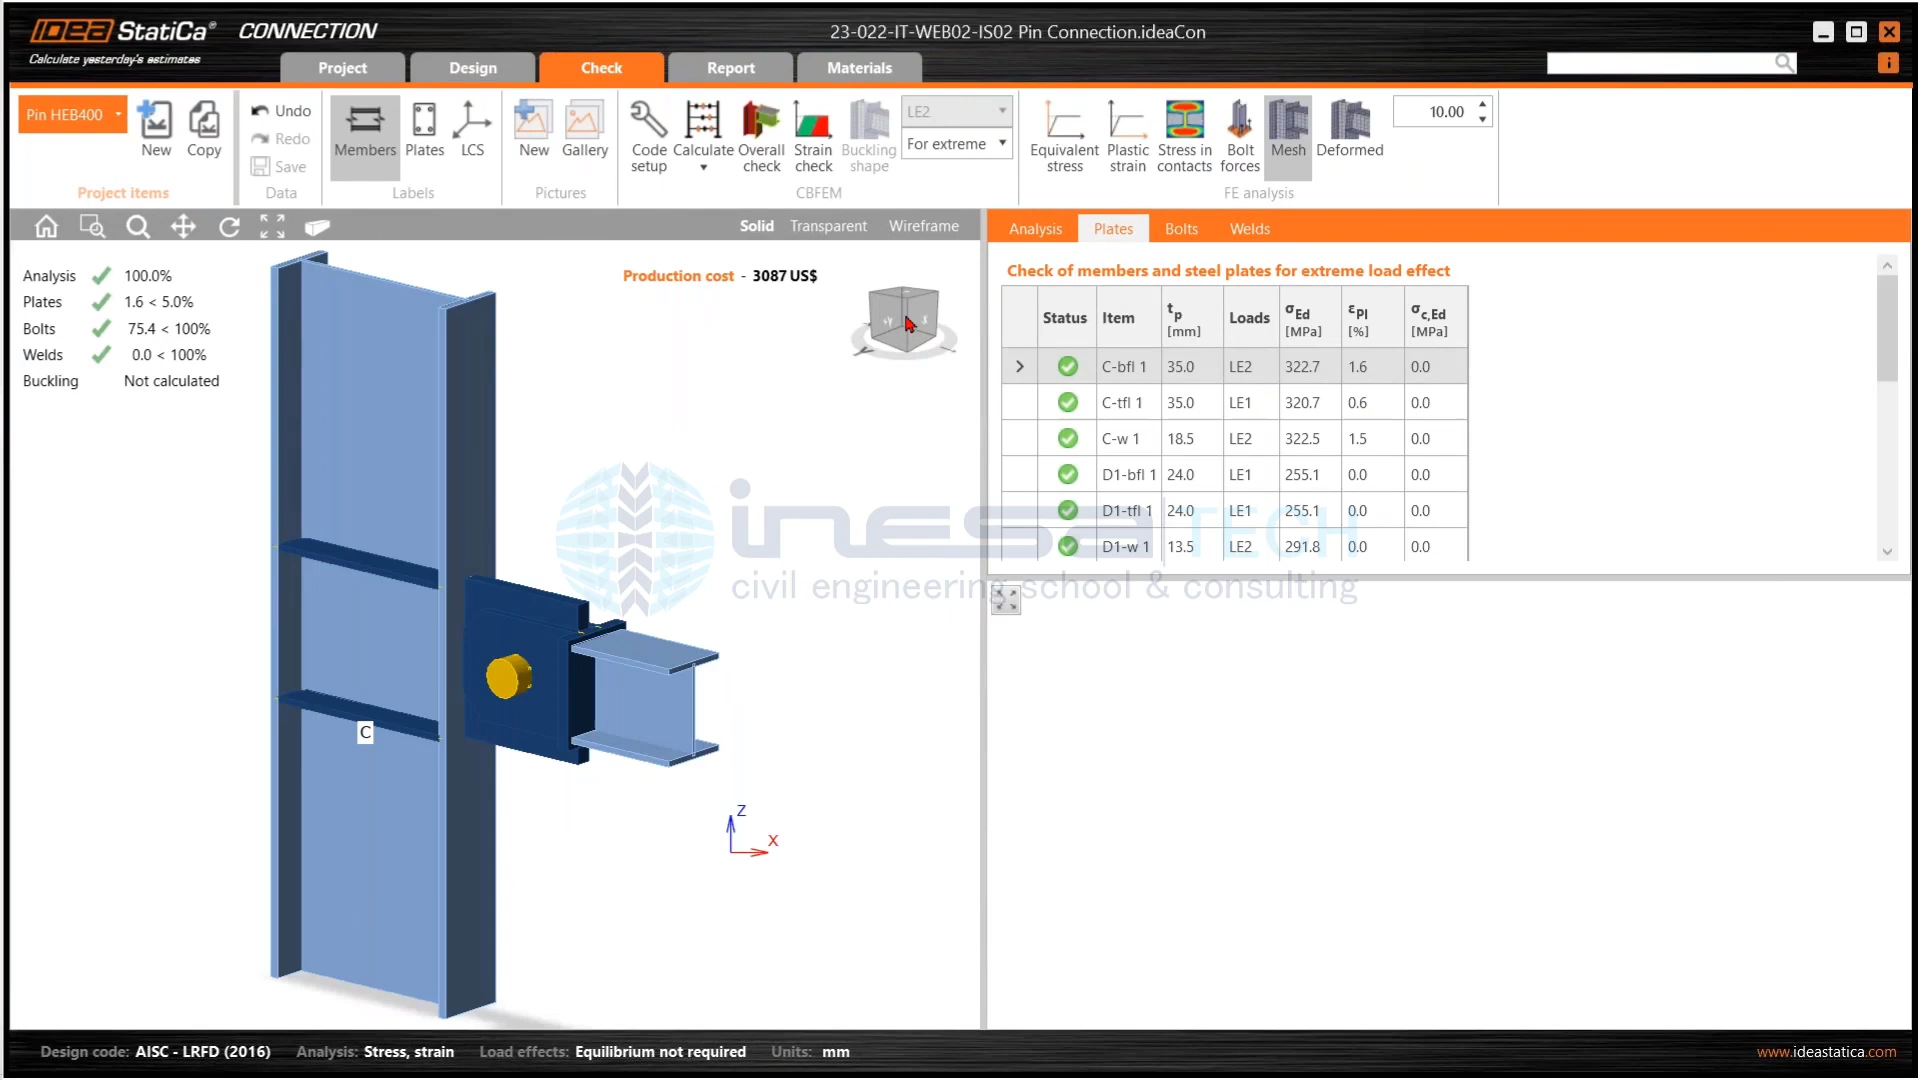 IDEA StatiCa® CONNECTION
Calculate yesterday's estimates
23-022-IT-WEB02-IS02 Pin Connection.ideaCon
Project Design Check Report Materials
Pin HEB400
New Copy
Project items
Undo
Redo
Save
Data
Members Plates LCS
Labels
New Gallery
Pictures
Code setup Calculate Overall check Strain check Buckling shape
LE2
For extreme
CBFEM
Equivalent stress Plastic strain Stress in contacts Bolt forces Mesh Deformed
10.00
FE analysis
Solid Transparent Wireframe
Analysis 100.0%
Plates 1.6 < 5.0%
Bolts 75.4 < 100%
Welds 0.0 < 100%
Buckling Not calculated
Production cost - 3087 US$
+Y X
C
Z
X
Analysis Plates Bolts Welds
Check of members and steel plates for extreme load effect
Status Item tp [mm] Loads σEd [MPa] εPl [%] σc,Ed [MPa]
C-bfl 1 35.0 LE2 322.7 1.6 0.0
C-tfl 1 35.0 LE1 320.7 0.6 0.0
C-w 1 18.5 LE2 322.5 1.5 0.0
D1-bfl 1 24.0 LE1 255.1 0.0 0.0
D1-tfl 1 24.0 LE1 255.1 0.0 0.0
D1-w 1 13.5 LE2 291.8 0.0 0.0
inesa TECH
civil engineering school & consulting
Design code: AISC - LRFD (2016) Analysis: Stress, strain Load effects: Equilibrium not required Units: mm
www.ideastatica.com